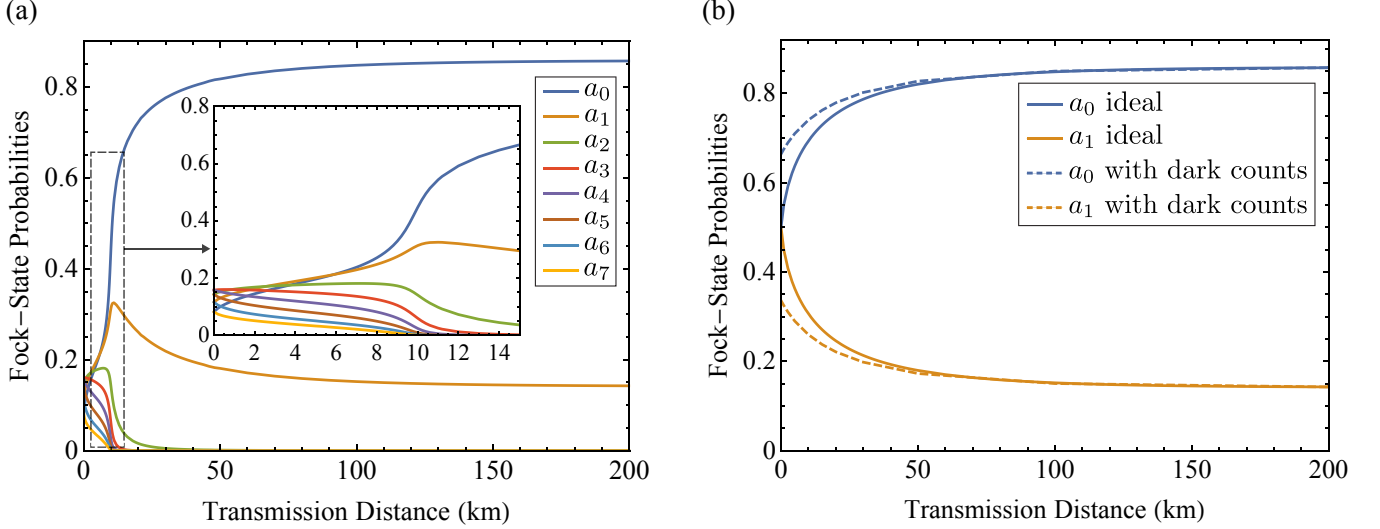 (a)
Fock−State Probabilities
0.8
0.6
0.4
0.2
0
0 50 100 150 200
Transmission Distance (km)
0.8
0.6
0.4
0.2
0
0 2 4 6 8 10 12 14
a0
a1
a2
a3
a4
a5
a6
a7
(b)
Fock−State Probabilities
0.8
0.6
0.4
0.2
0
0 50 100 150 200
Transmission Distance (km)
a0 ideal
a1 ideal
a0 with dark counts
a1 with dark counts